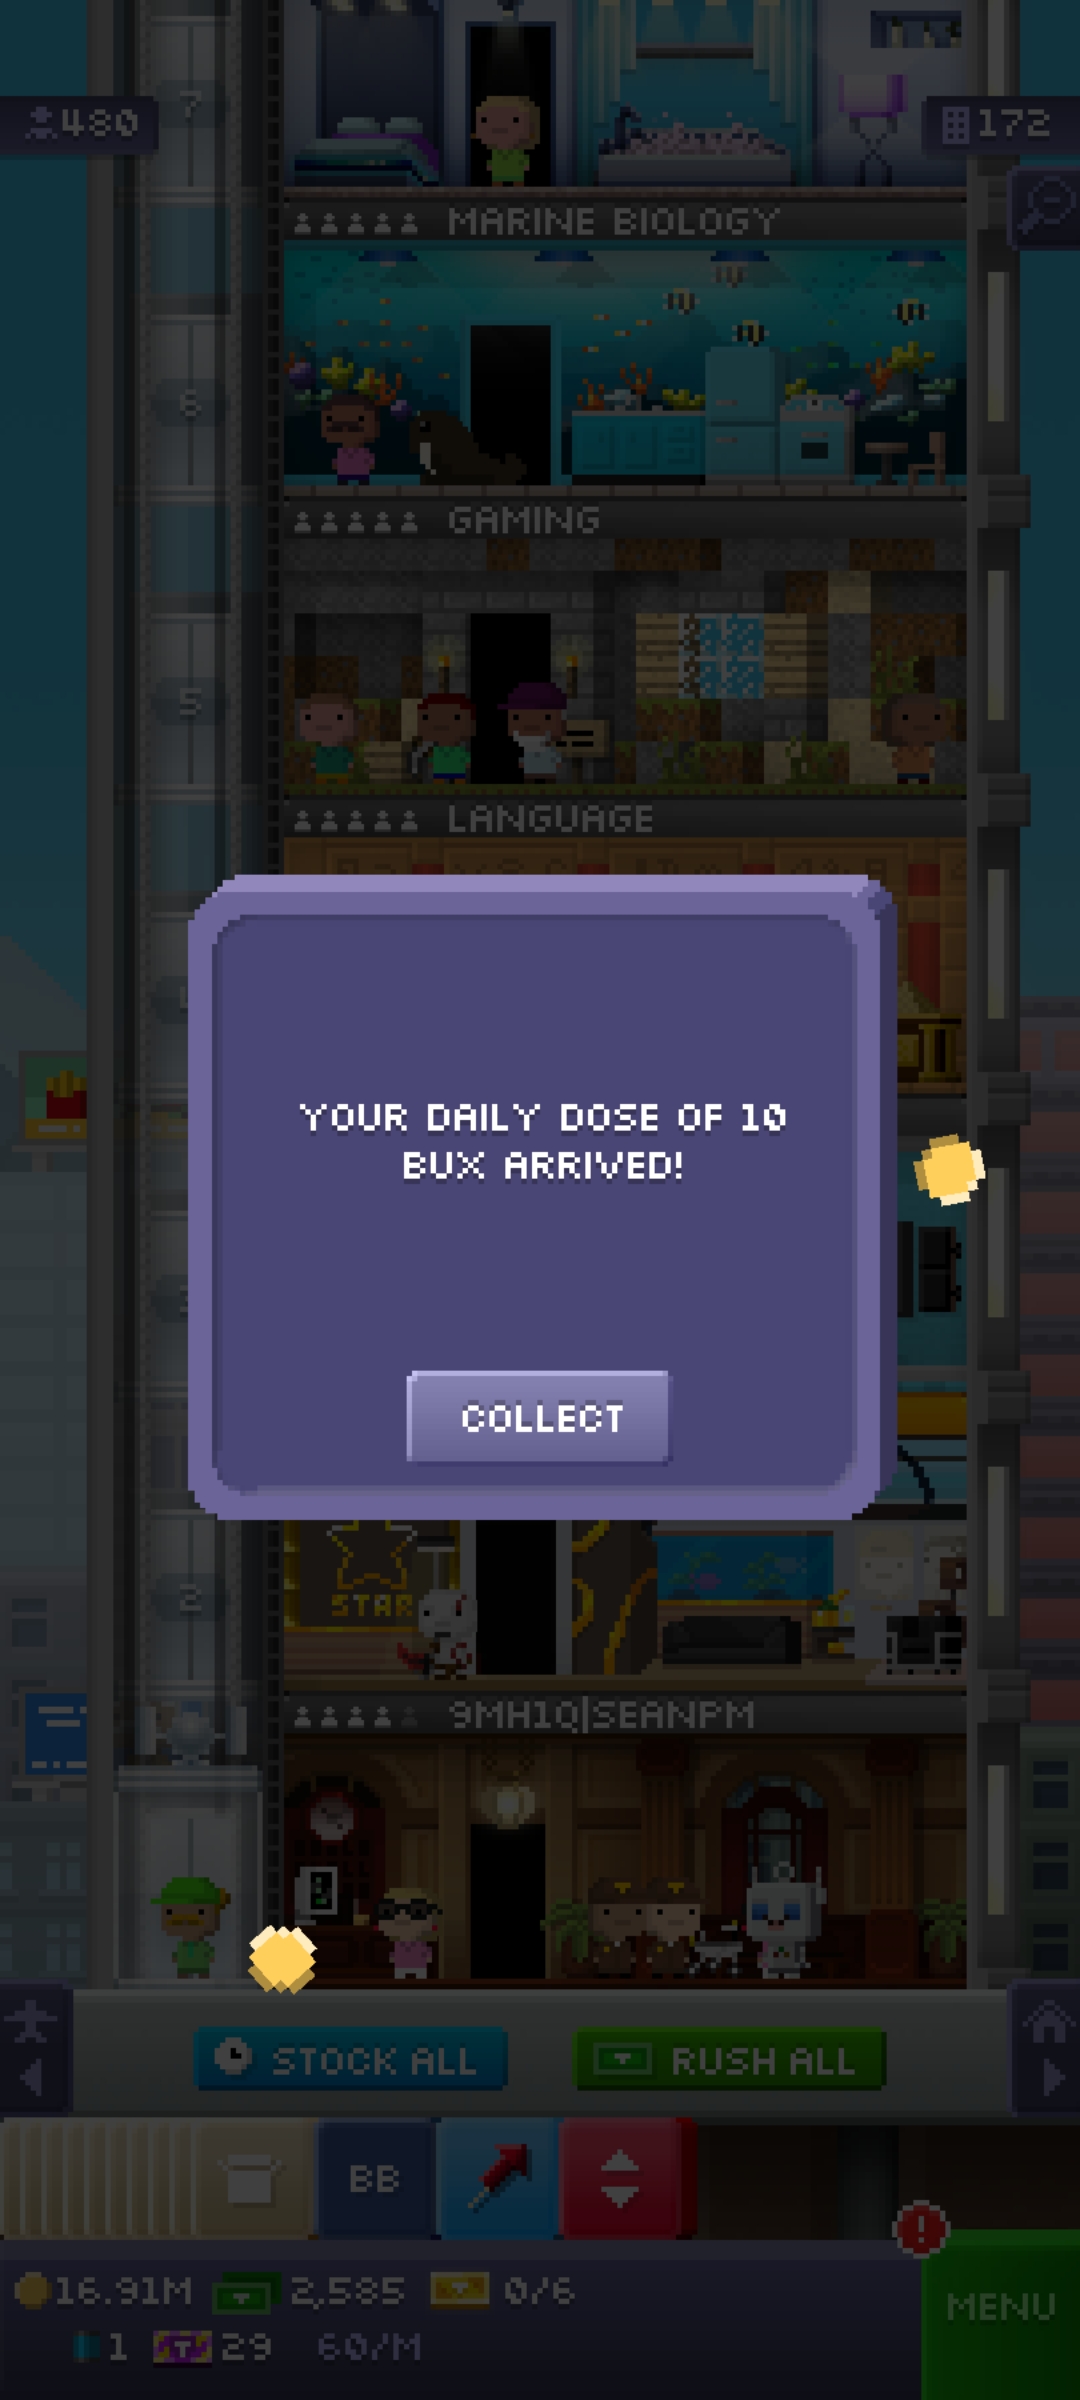 7
480
172
MARINE BIOLOGY
6
GAMING
5
LANGUAGE
YOUR DAILY DOSE OF 10
BUX ARRIVED!
COLLECT
STAR
2
9MH1Q|SEANPM
STOCK ALL
RUSH ALL
BB
!
16.91M
2,585
0/6
MENU
1
T
29
60/M